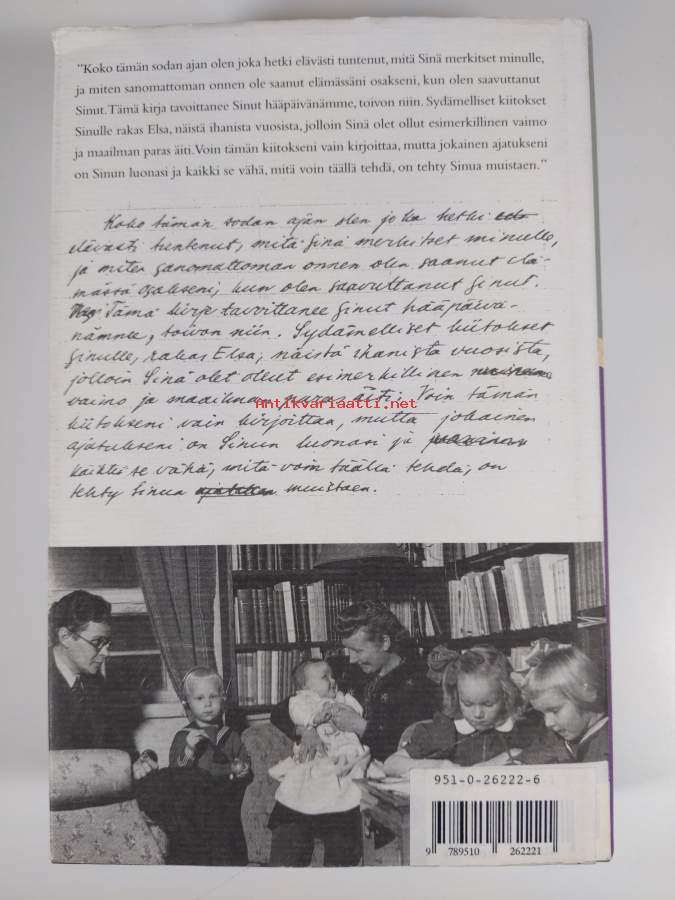 "Koko tämän sodan ajan olen joka hetki elävästi tuntenut, mitä Sinä merkitset minulle,
ja miten sanomattoman onnen ole saanut elämässäni osakseni, kun olen saavuttanut
Sinut. Tämä kirja tavoittanee Sinut hääpäivänämme, toivon niin. Sydämelliset kiitokset
Sinulle rakas Elsa, näistä ihanista vuosista, jolloin Sinä olet ollut esimerkillinen vaimo
ja maailman paras äiti. Voin tämän kiitokseni vain kirjoittaa, mutta jokainen ajatukseni
on Sinun luonasi ja kaikki se vähä, mitä voin täällä tehdä, on tehty Sinua muistaen."
Koko tämän sodan ajan olen joka hetki
elävästi tuntenut, mitä Sinä merkitset minulle,
ja miten sanomattoman onnen olen saanut elä-
mässä osakseni, kun olen saavuttanut Sinut.
Tämä kirje tavoittanee Sinut hääpäivä-
nämme, toivon niin. Sydämelliset kiitokset
Sinulle, rakas Elsa, näistä ihanista vuosista,
jolloin Sinä olet ollut esimerkillinen
vaimo ja maailman paras äiti. Voin tämän
kiitokseni vain kirjoittaa, mutta jokainen
ajatukseni on Sinun luonasi ja
kaikki se vähä, mitä voin täällä tehdä, on
tehty Sinua muistaen.
antikvariaatti.net
951-0-26222-6
9 789510 262221